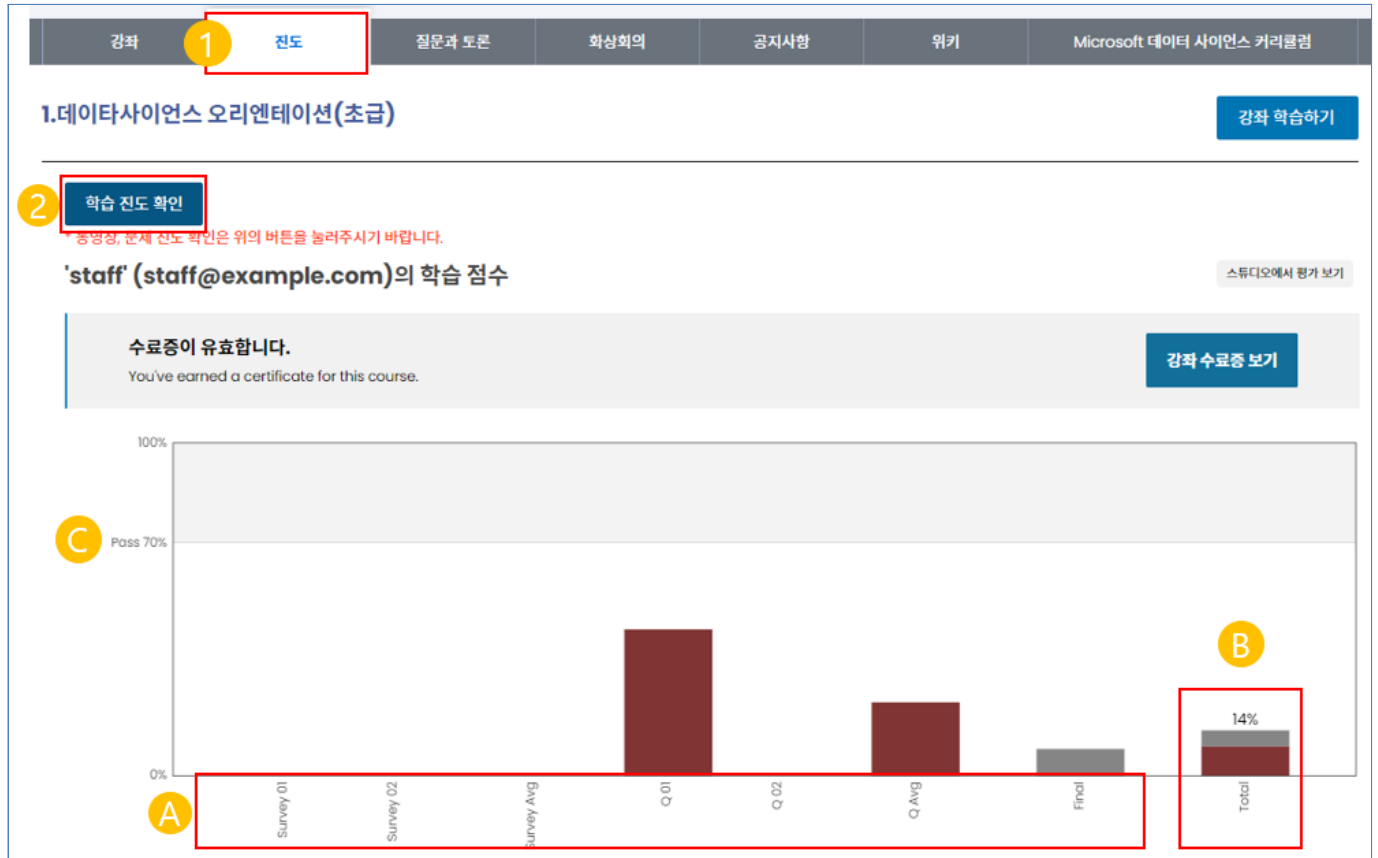 강좌 1 진도 질문과 토론 화상회의 공지사항 위키 Microsoft 데이터 사이언스 커리큘럼
1.데이타사이언스 오리엔테이션(초급) 강좌 학습하기
2 학습 진도 확인
* 동영상, 문제 진도 확인은 위의 버튼을 눌러주시기 바랍니다.
'staff' (staff@example.com)의 학습 점수 스튜디오에서 평가 보기
수료증이 유효합니다.
You've earned a certificate for this course.
강좌 수료증 보기
100%
C Pass 70%
B
14%
0%
A
Survey 01
Survey 02
Survey Avg
Q 01
Q 02
Q Avg
Final
Total